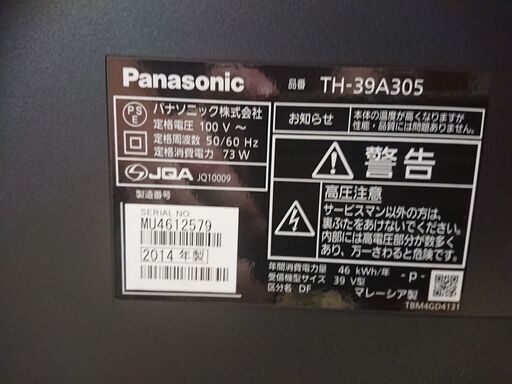 Panasonic
品番 TH-39A305
PS
E
パナソニック株式会社
定格電圧 100 V ～
定格周波数 50/60 Hz
定格消費電力 73 W
JQA JQ10009
製造番号
SERIAL NO.
MU4612579
2014 年製
お知らせ
本体の温度が高くなりますが
性能・品質には問題ありません。
警告
高圧注意
サービスマン以外の方は、
裏ぶたをあけないでください。
内部には高電圧部分が数多く
あり、万一さわると危険です。
年間消費電力量 46 kWh/年
受信機型サイズ 39 V型
区分名 DF
-p-
マレーシア製
TBM4GD4131